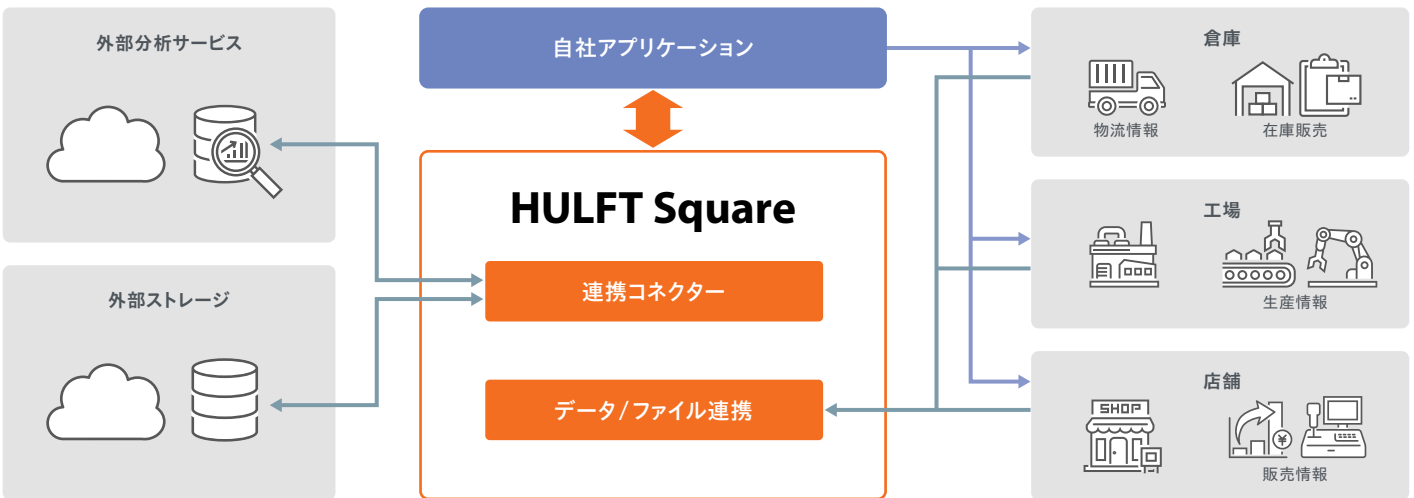 外部分析サービス
外部ストレージ
自社アプリケーション
HULFT Square
連携コネクター
データ/ファイル連携
倉庫
物流情報
在庫販売
工場
生産情報
店舗
SHOP
¥
販売情報